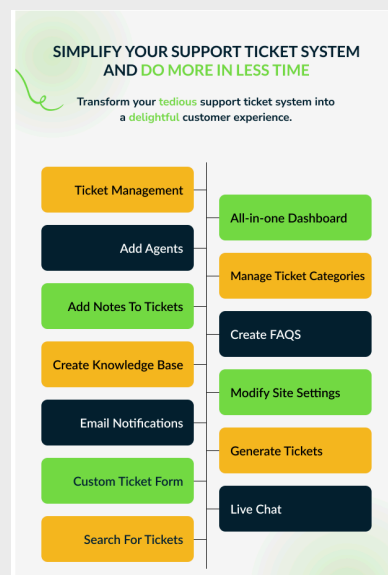 SIMPLIFY YOUR SUPPORT TICKET SYSTEM
AND DO MORE IN LESS TIME
Transform your tedious support ticket system into
a delightful customer experience.
Ticket Management
All-in-one Dashboard
Add Agents
Manage Ticket Categories
Add Notes To Tickets
Create FAQS
Create Knowledge Base
Modify Site Settings
Email Notifications
Generate Tickets
Custom Ticket Form
Live Chat
Search For Tickets